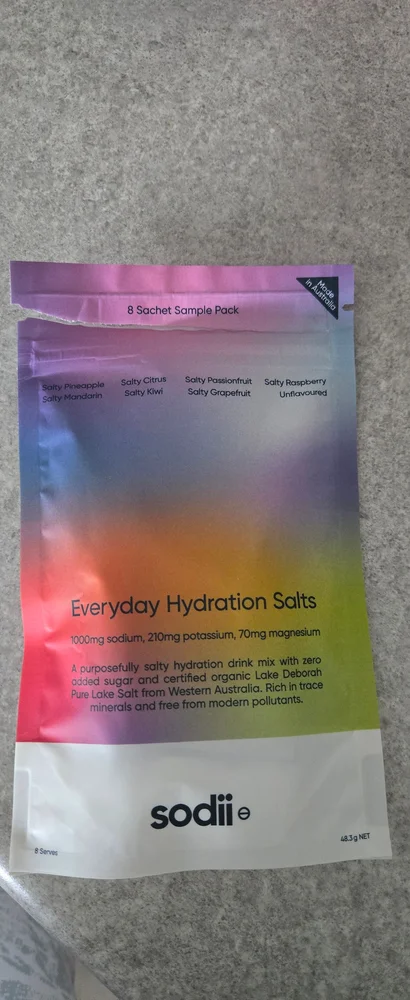 Made
in Australia
8 Sachet Sample Pack
Salty Pineapple
Salty Mandarin
Salty Citrus
Salty Kiwi
Salty Passionfruit
Salty Grapefruit
Salty Raspberry
Unflavoured
Everyday Hydration Salts
1000mg sodium, 210mg potassium, 70mg magnesium
A purposefully salty hydration drink mix with zero
added sugar and certified organic Lake Deborah
Pure Lake Salt from Western Australia. Rich in trace
minerals and free from modern pollutants.
sodii
8 Serves
48.3g NET